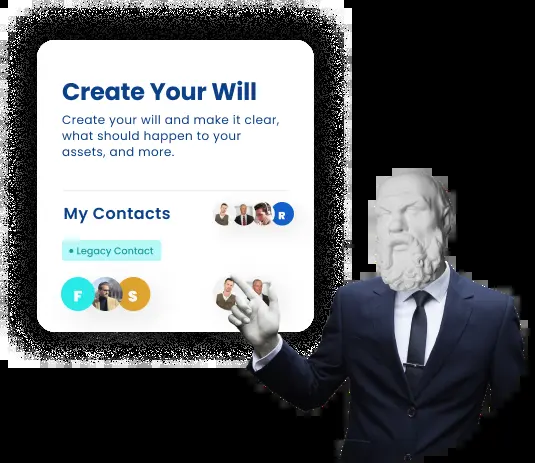 Create Your Will
Create your will and make it clear,
what should happen to your
assets, and more.
My Contacts
R
Legacy Contact
F
S